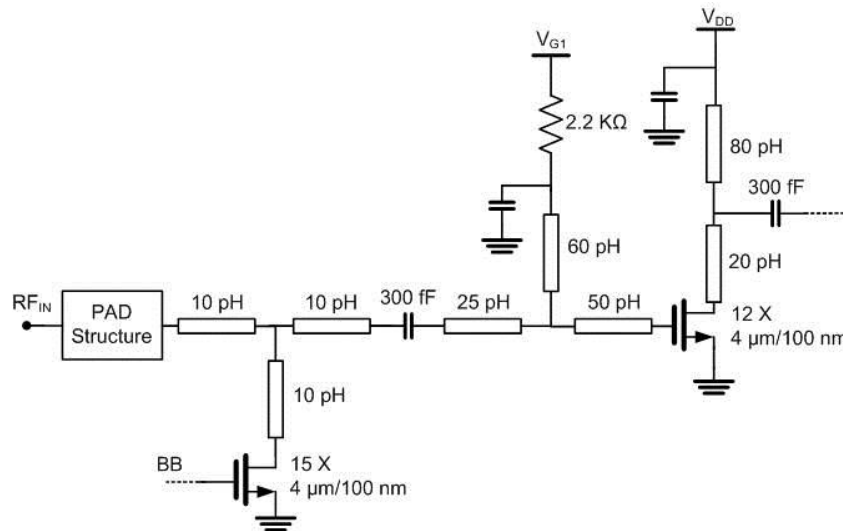 V_DD
V_G1
2.2 KΩ
80 pH
300 fF
60 pH
20 pH
RF_IN
PAD
Structure
10 pH
10 pH
300 fF
25 pH
50 pH
12 X
4 µm/100 nm
10 pH
BB
15 X
4 µm/100 nm